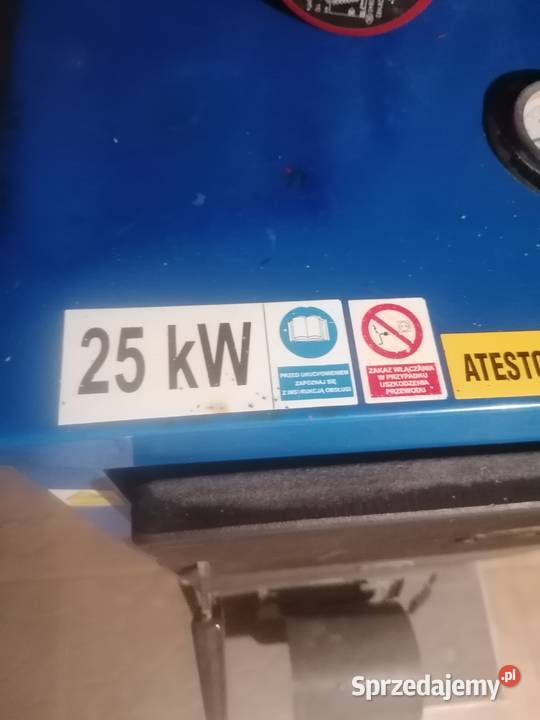 25 kW
PRZED URUCHOMIENIEM
ZAPOZNAJ SIĘ
Z INSTRUKCJĄ OBSŁUGI
ZAKAZ WŁĄCZANIA
W PRZYPADKU
USZKODZENIA
PRZEWODU
ATESTO
Sprzedajemy.pl